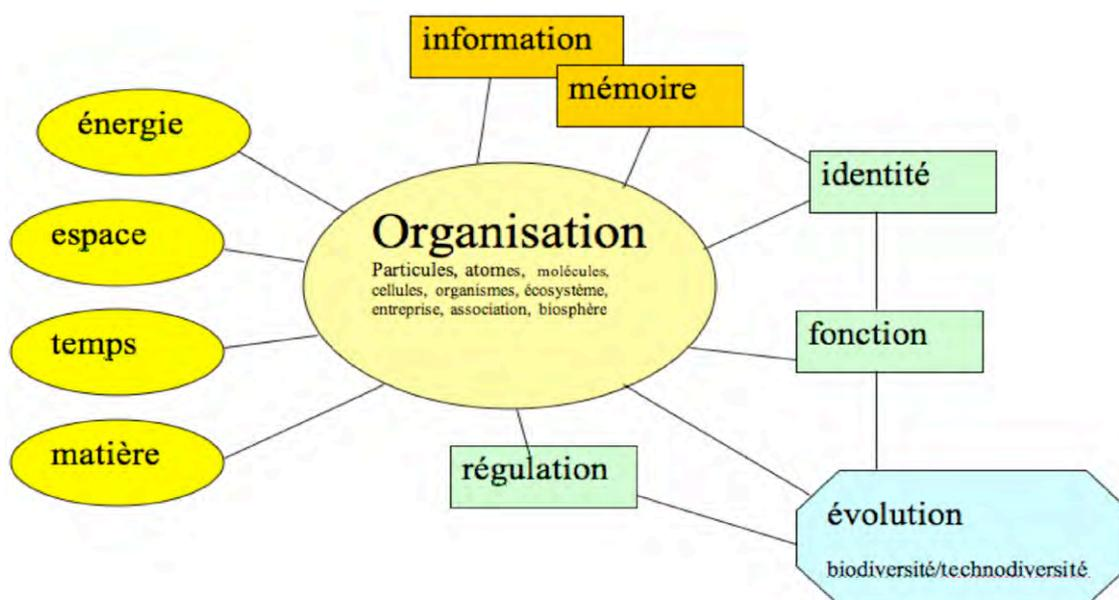 information
mémoire
énergie
identité
espace
Organisation
Particules, atomes, molécules,
cellules, organismes, écosystème,
entreprise, association, biosphère
temps
fonction
matière
régulation
évolution
biodiversité/technodiversité